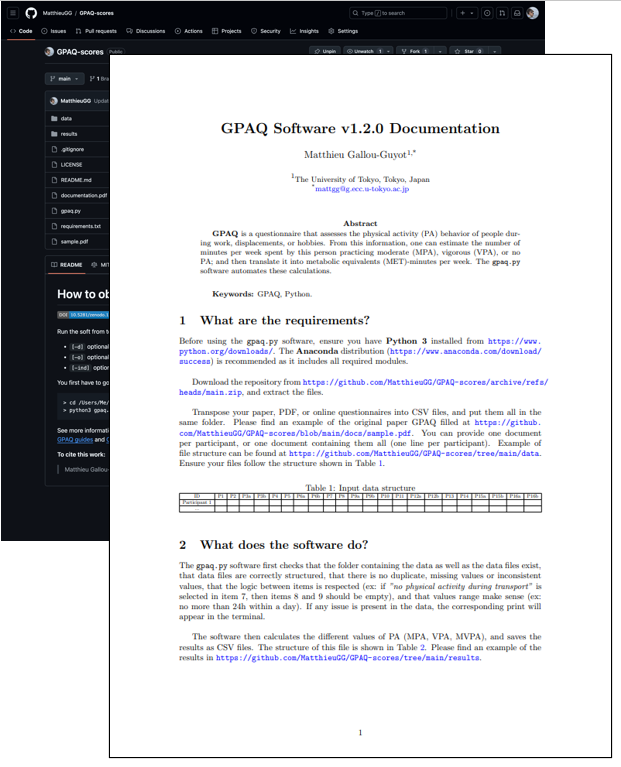 MatthieuGG / GPAQ-scores
Type / to search
Code Issues Pull requests Discussions Actions Projects Security Insights Settings
GPAQ-scores Public
Unpin Unwatch 1 Fork 1 Star 0
main 1 Bra
MatthieuGG Updat
data
results
.gitignore
LICENSE
README.md
documentation.pdf
gpaq.py
requirements.txt
sample.pdf
README MIT
How to ob
DOI 10.5281/zenodo.1
Run the soft from t
[-d] optional
[-o] optional
[-ind] optional
You first have to go
> cd /Users/Me/
> python3 gpaq.
See more informati
GPAQ guides and
To cite this work:
Matthieu Gallou-
GPAQ Software v1.2.0 Documentation
Matthieu Gallou-Guyot1,*
1The University of Tokyo, Tokyo, Japan
*mattgg@g.ecc.u-tokyo.ac.jp
Abstract
GPAQ is a questionnaire that assesses the physical activity (PA) behavior of people dur-
ing work, displacements, or hobbies. From this information, one can estimate the number of
minutes per week spent by this person practicing moderate (MPA), vigorous (VPA), or no
PA; and then translate it into metabolic equivalents (MET)-minutes per week. The gpaq.py
software automates these calculations.
Keywords: GPAQ, Python.
1 What are the requirements?
Before using the gpaq.py software, ensure you have Python 3 installed from https://www.
python.org/downloads/. The Anaconda distribution (https://www.anaconda.com/download/
success) is recommended as it includes all required modules.
Download the repository from https://github.com/MatthieuGG/GPAQ-scores/archive/refs/
heads/main.zip, and extract the files.
Transpose your paper, PDF, or online questionnaires into CSV files, and put them all in the
same folder. Please find an example of the original paper GPAQ filled at https://github.
com/MatthieuGG/GPAQ-scores/blob/main/docs/sample.pdf. You can provide one document
per participant, or one document containing them all (one line per participant). Example of
file structure can be found at https://github.com/MatthieuGG/GPAQ-scores/tree/main/data.
Ensure your files follow the structure shown in Table 1.
Table 1: Input data structure
ID P1 P2 P3a P3b P4 P5 P6a P6b P7 P8 P9a P9b P10 P11 P12a P12b P13 P14 P15a P15b P16a P16b
Participant 1
2 What does the software do?
The gpaq.py software first checks that the folder containing the data as well as the data files exist,
that data files are correctly structured, that there is no duplicate, missing values or inconsistent
values, that the logic between items is respected (ex: if "no physical activity during transport" is
selected in item 7, then items 8 and 9 should be empty), and that values range make sense (ex:
no more than 24h within a day). If any issue is present in the data, the corresponding print will
appear in the terminal.
The software then calculates the different values of PA (MPA, VPA, MVPA), and saves the
results as CSV files. The structure of this file is shown in Table 2. Please find an example of the
results in https://github.com/MatthieuGG/GPAQ-scores/tree/main/results.
1